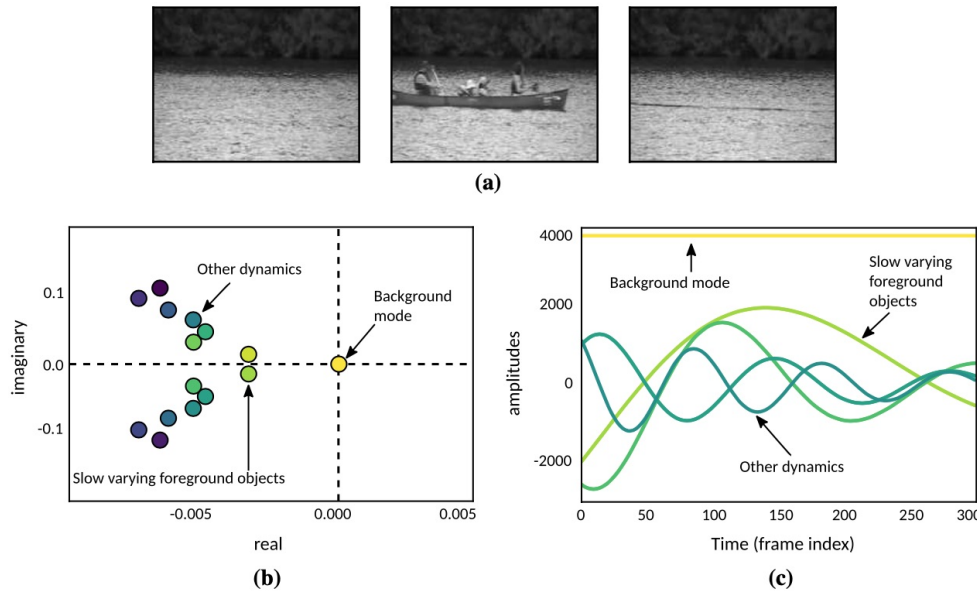 (a)
Other dynamics
Background
mode
imaginary
0.1
0.0
-0.1
Slow varying foreground objects
-0.005
0.000
0.005
real
(b)
4000
2000
0
-2000
amplitudes
Background mode
Slow varying
foreground
objects
Other dynamics
0
50
100
150
200
250
300
Time (frame index)
(c)